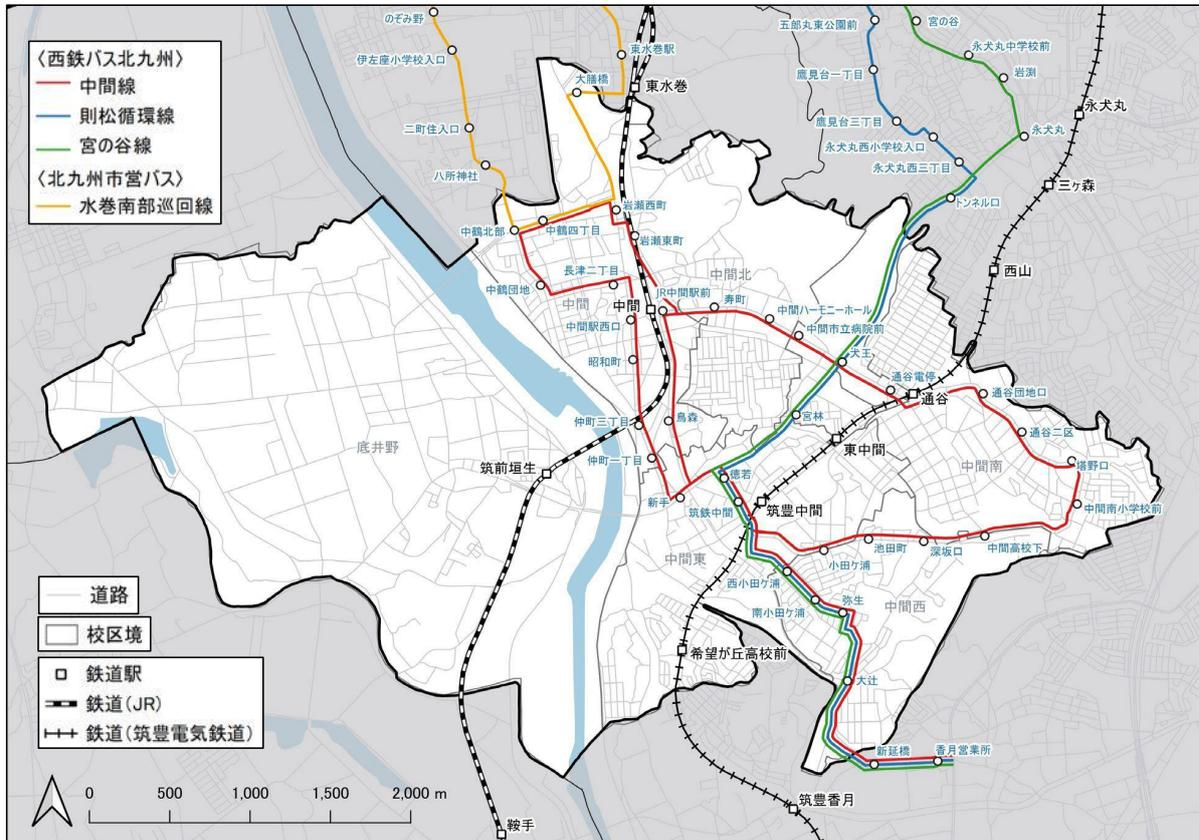 〈西鉄バス北九州〉
中間線
則松循環線
宮の谷線
〈北九州市営バス〉
水巻南部巡回線
のぞみ野
伊左座小学校入口
二町住入口
八所神社
東水巻駅
大膳橋
東水巻
五郎丸東公園前
宮の谷
永犬丸中学校前
岩渕
鷹見台一丁目
鷹見台三丁目
永犬丸西小学校入口
永犬丸西三丁目
永犬丸
永犬丸
三ヶ森
トンネル口
西山
岩瀬西町
中鶴北部
中鶴四丁目
岩瀬東町
長津二丁目
中間北
中鶴団地
中間
中間
JR中間駅前
寿町
中間ハーモニーホール
中間駅西口
中間市立病院前
昭和町
犬王
通谷電停
通谷
通谷団地口
仲町三丁目
鳥森
宮林
東中間
通谷二区
底井野
筑前垣生
仲町一丁目
中間南
塔野口
新手
徳若
筑鉄中間
筑豊中間
中間南小学校前
中間東
小田ケ浦
池田町
深坂口
中間高校下
西小田ケ浦
南小田ケ浦
弥生
中間西
希望が丘高校前
大辻
新延橋
香月営業所
筑豊香月
鞍手
道路
校区境
鉄道駅
鉄道(JR)
鉄道(筑豊電気鉄道)
0 500 1,000 1,500 2,000 m